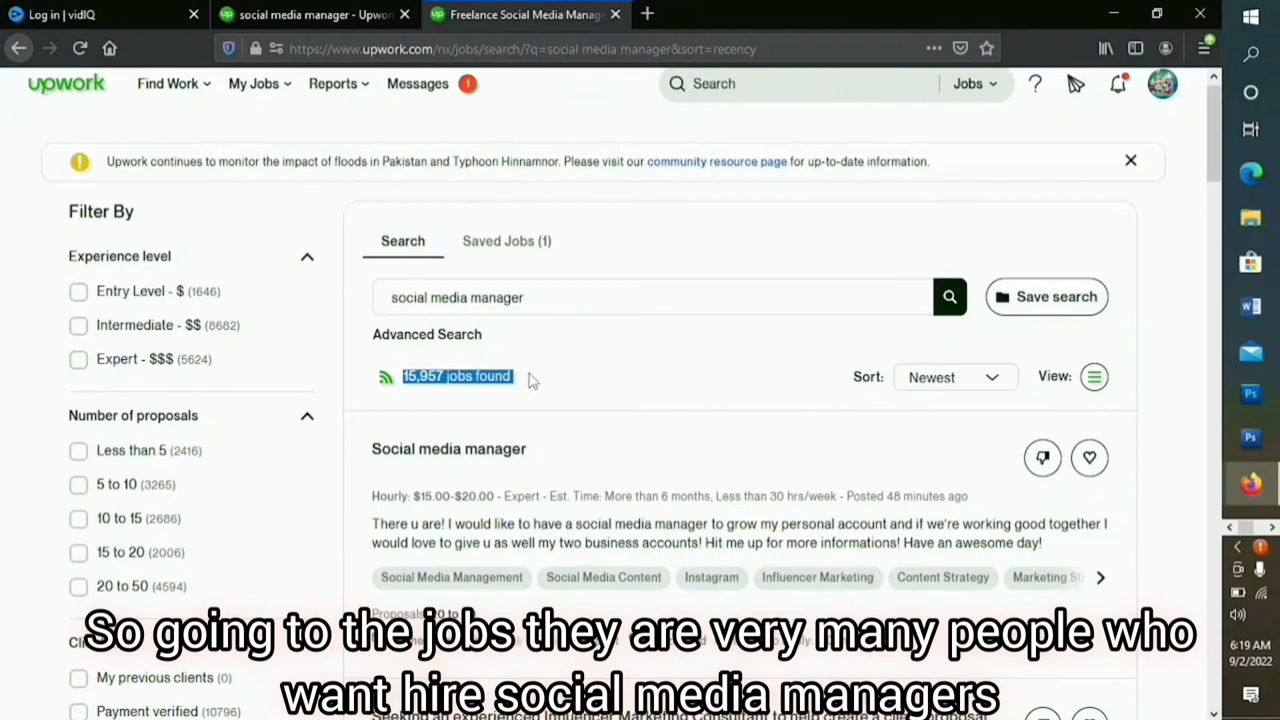 Log in | vidIQ
social media manager - Upwor
Freelance Social Media Manag
https://www.upwork.com/nx/jobs/search/?q=social media manager&sort=recency
upwork
Find Work
My Jobs
Reports
Messages
1
Search
Jobs
Upwork continues to monitor the impact of floods in Pakistan and Typhoon Hinnamnor. Please visit our community resource page for up-to-date information.
Filter By
Experience level
Entry Level - $ (1646)
Intermediate - $$ (8682)
Expert - $$$ (5624)
Number of proposals
Less than 5 (2416)
5 to 10 (3265)
10 to 15 (2686)
15 to 20 (2006)
20 to 50 (4594)
My previous clients (0)
Payment verified (10796)
Search
Saved Jobs (1)
social media manager
Save search
Advanced Search
15,957 jobs found
Sort:
Newest
View:
Social media manager
Hourly: $15.00-$20.00 - Expert - Est. Time: More than 6 months, Less than 30 hrs/week - Posted 48 minutes ago
There u are! I would like to have a social media manager to grow my personal account and if we're working good together I
would love to give u as well my two business accounts! Hit me up for more informations! Have an awesome day!
Social Media Management
Social Media Content
Instagram
Influencer Marketing
Content Strategy
Marketing St
So going to the jobs they are very many people who
want hire social media managers
6:19 AM
9/2/2022